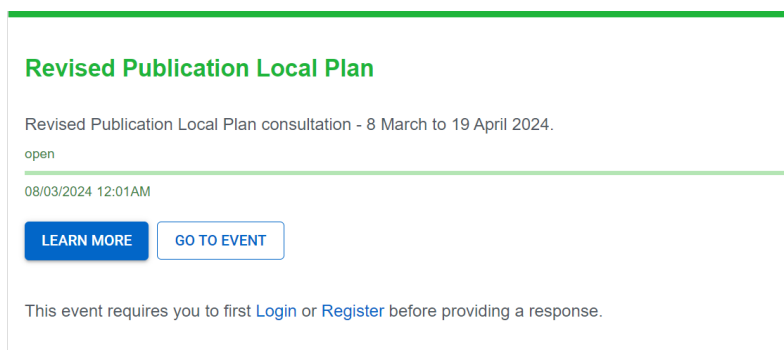 Revised Publication Local Plan
Revised Publication Local Plan consultation - 8 March to 19 April 2024.
open
08/03/2024 12:01AM
LEARN MORE
GO TO EVENT
This event requires you to first Login or Register before providing a response.